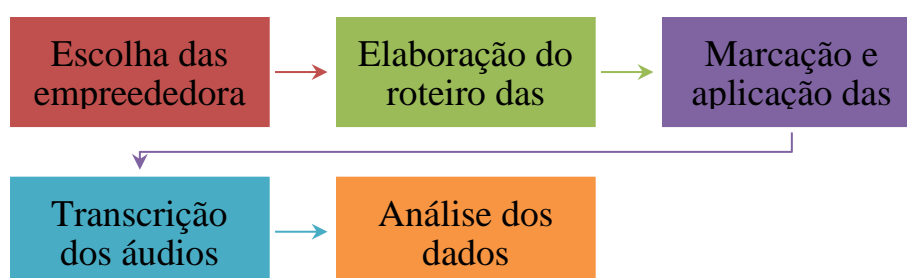 Escolha das
empreededora
Elaboração do
roteiro das
Marcação e
aplicação das
Transcrição
dos áudios
Análise dos
dados